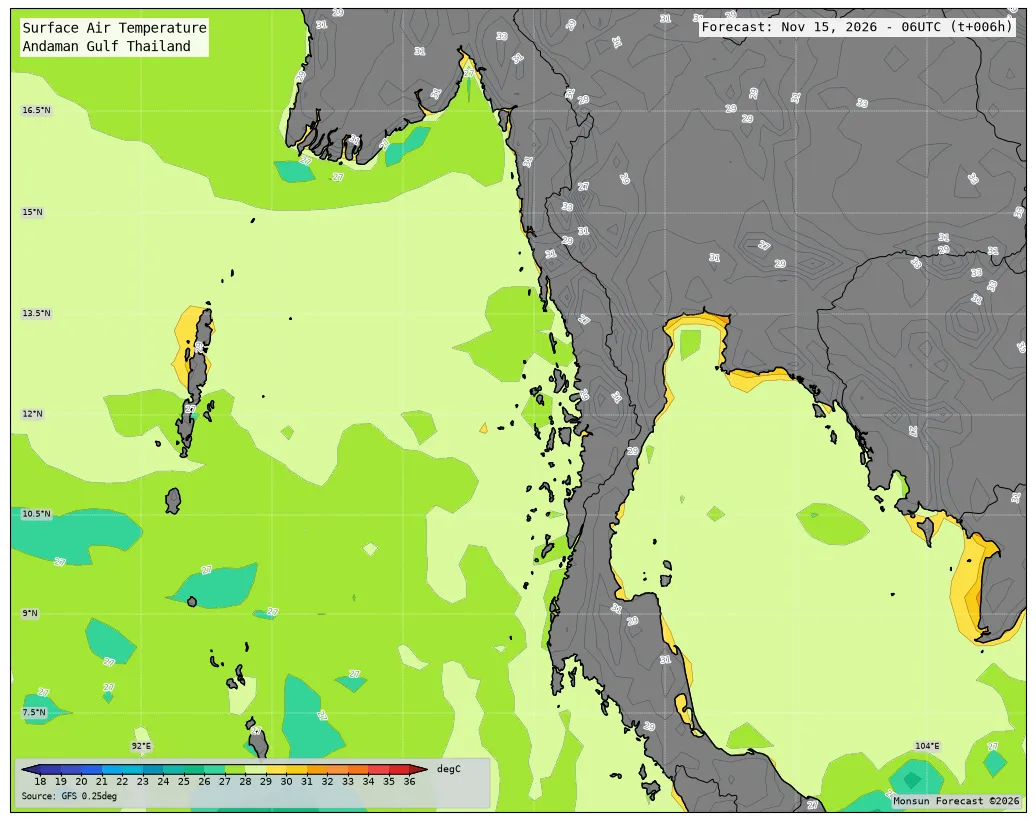 Surface Air Temperature
Andaman Gulf Thailand
Forecast: Nov 15, 2026 - 06UTC (t+006h)
16.5°N
15°N
13.5°N
12°N
10.5°N
9°N
7.5°N
92°E
104°E
degC
18 19 20 21 22 23 24 25 26 27 28 29 30 31 32 33 34 35 36
Source: GFS 0.25deg
Monsun Forecast ©2026